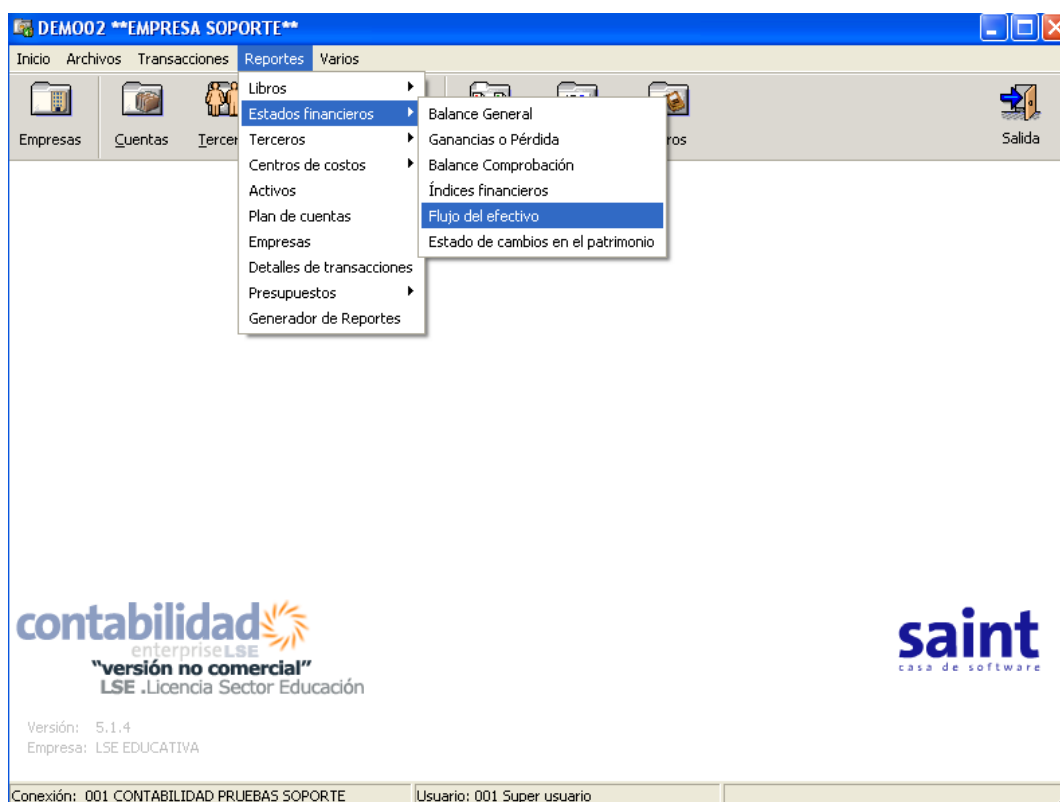 DEMO02 **EMPRESA SOPORTE**
Inicio Archivos Transacciones Reportes Varios
Empresas Cuentas Salida
Libros
Estados financieros
Terceros
Centros de costos
Activos
Plan de cuentas
Empresas
Detalles de transacciones
Presupuestos
Generador de Reportes
Balance General
Ganancias o Pérdida
Balance Comprobación
Índices financieros
Flujo del efectivo
Estado de cambios en el patrimonio
contabilidad
enterprise LSE
"versión no comercial"
LSE .Licencia Sector Educación
saint
casa de software
Versión: 5.1.4
Empresa: LSE EDUCATIVA
Conexión: 001 CONTABILIDAD PRUEBAS SOPORTE Usuario: 001 Super usuario